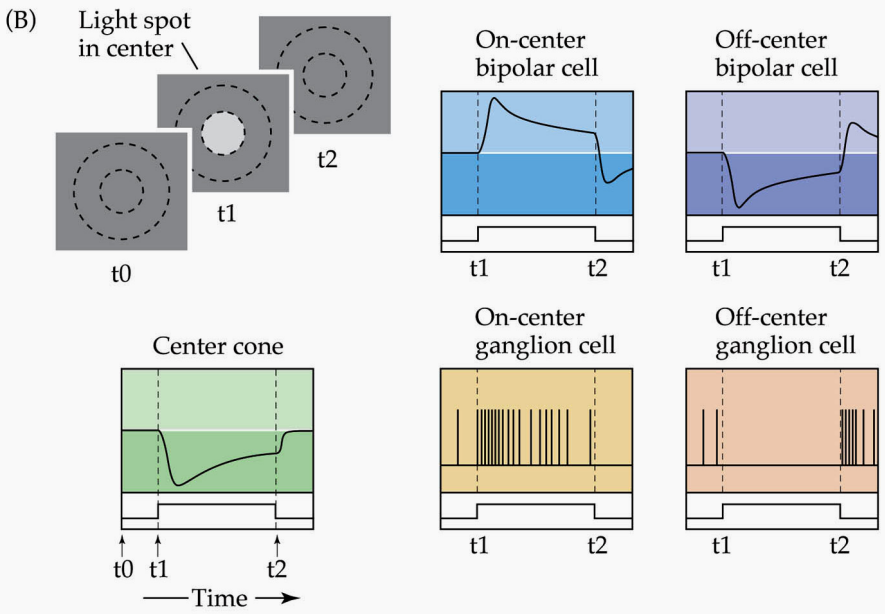 (B)
Light spot
in center
t2
t1
t0
On-center
bipolar cell
t1
t2
Off-center
bipolar cell
t1
t2
Center cone
t0
t1
t2
Time
On-center
ganglion cell
t1
t2
Off-center
ganglion cell
t1
t2